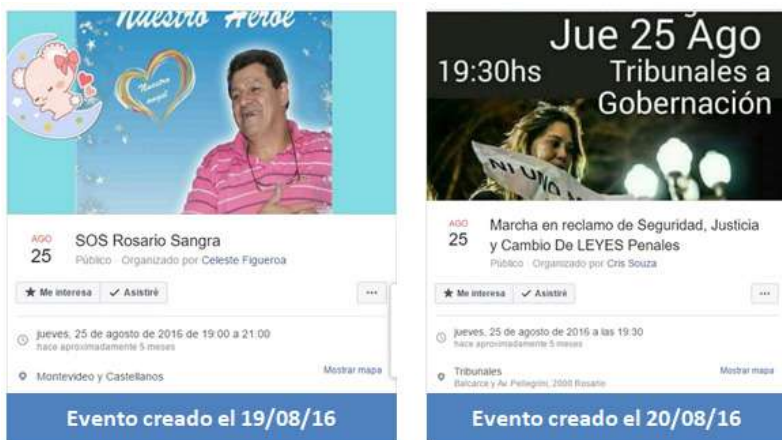 Nuestro Héroe
Nuestro
angel
AGO
25
SOS Rosario Sangra
Público · Organizado por Celeste Figueroa
Me interesa
Asistiré
...
jueves, 25 de agosto de 2016 de 19:00 a 21:00
hace aproximadamente 5 meses
Montevideo y Castellanos
Mostrar mapa
Evento creado el 19/08/16
Jue 25 Ago
19:30hs
Tribunales a
Gobernación
NI UNO
AGO
25
Marcha en reclamo de Seguridad, Justicia
y Cambio De LEYES Penales
Público · Organizado por Cris Souza
Me interesa
Asistiré
...
jueves, 25 de agosto de 2016 a las 19:30
hace aproximadamente 5 meses
Tribunales
Balcarce y Av. Pellegrini, 2000 Rosario
Mostrar mapa
Evento creado el 20/08/16